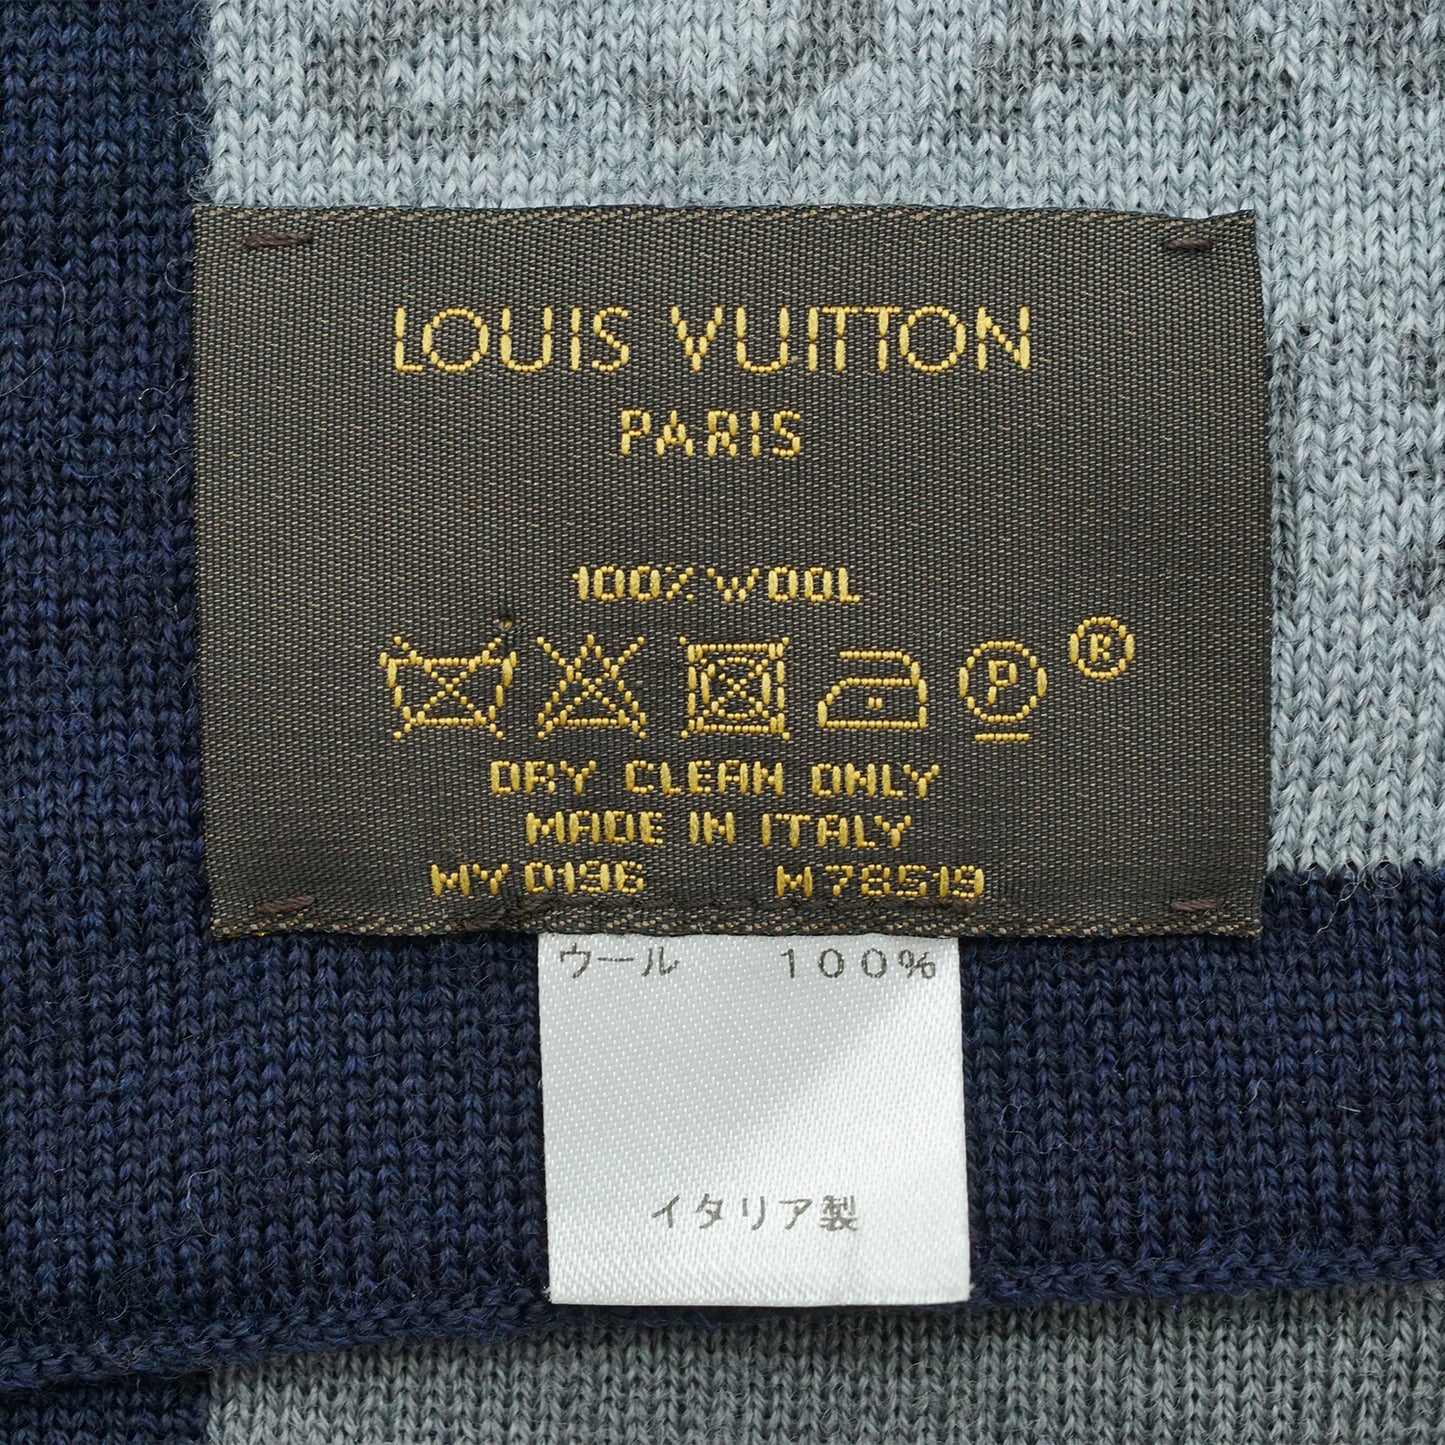 LOUIS VUITTON
PARIS
100% WOOL
P ®
DRY CLEAN ONLY
MADE IN ITALY
MY 0196 M78519
ウール 100%
イタリア製